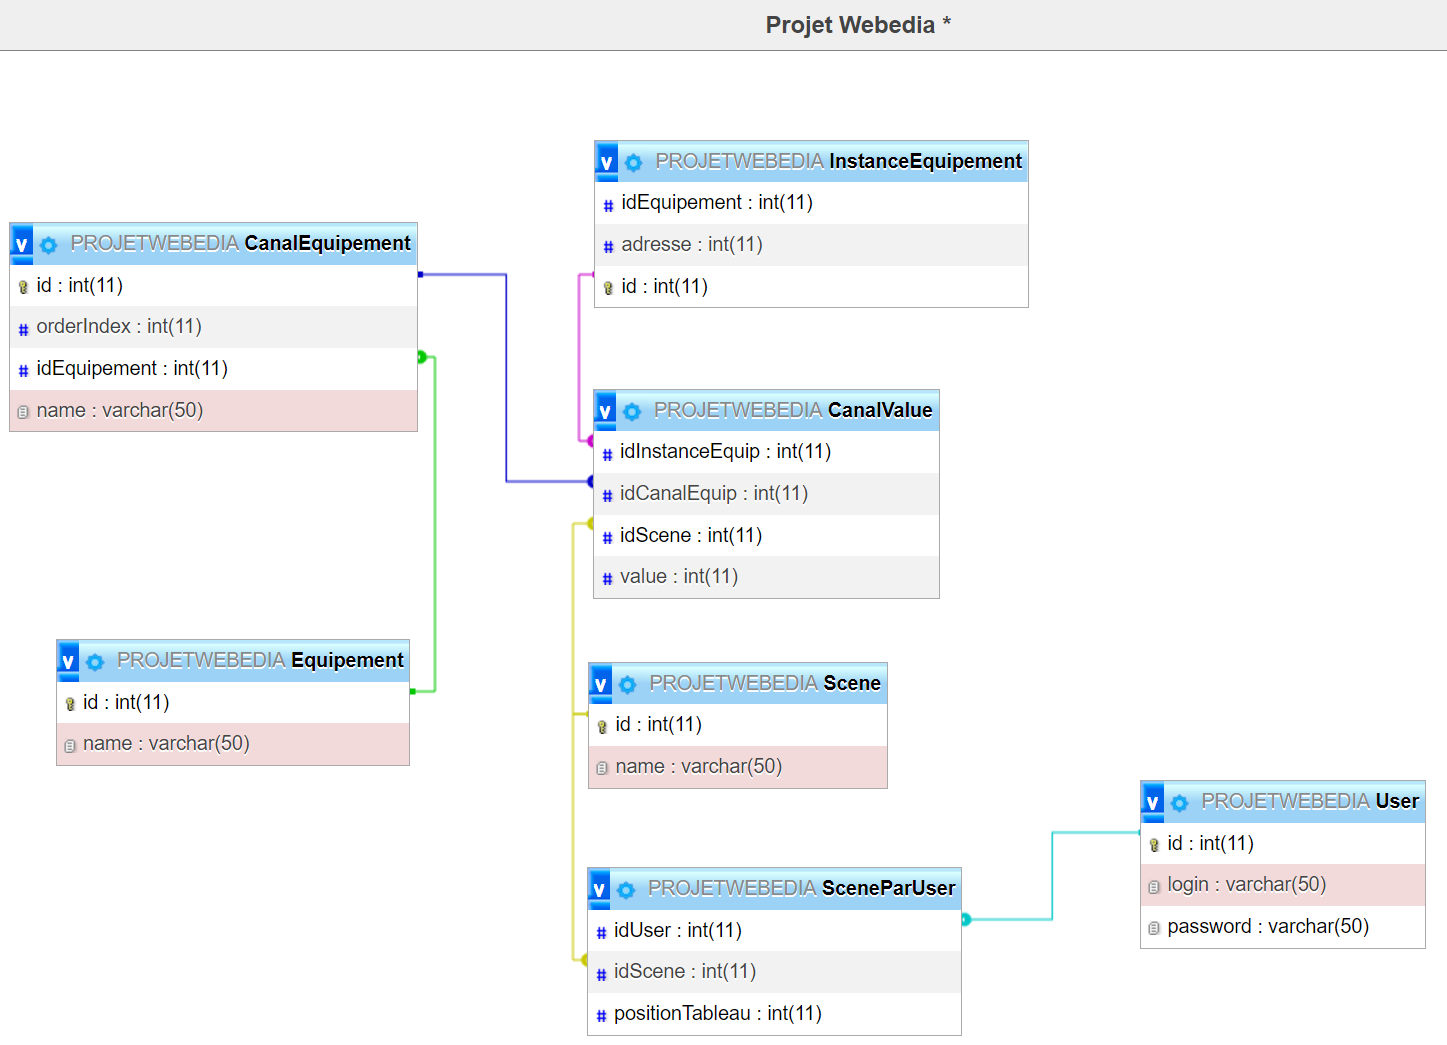 Projet Webedia *
v PROJETWEBEDIA InstanceEquipement
# idEquipement : int(11)
# adresse : int(11)
id : int(11)
v PROJETWEBEDIA CanalEquipement
id : int(11)
# orderIndex : int(11)
# idEquipement : int(11)
name : varchar(50)
v PROJETWEBEDIA CanalValue
# idInstanceEquip : int(11)
# idCanalEquip : int(11)
# idScene : int(11)
# value : int(11)
v PROJETWEBEDIA Equipement
id : int(11)
name : varchar(50)
v PROJETWEBEDIA Scene
id : int(11)
name : varchar(50)
v PROJETWEBEDIA User
id : int(11)
login : varchar(50)
password : varchar(50)
v PROJETWEBEDIA SceneParUser
# idUser : int(11)
# idScene : int(11)
# positionTableau : int(11)